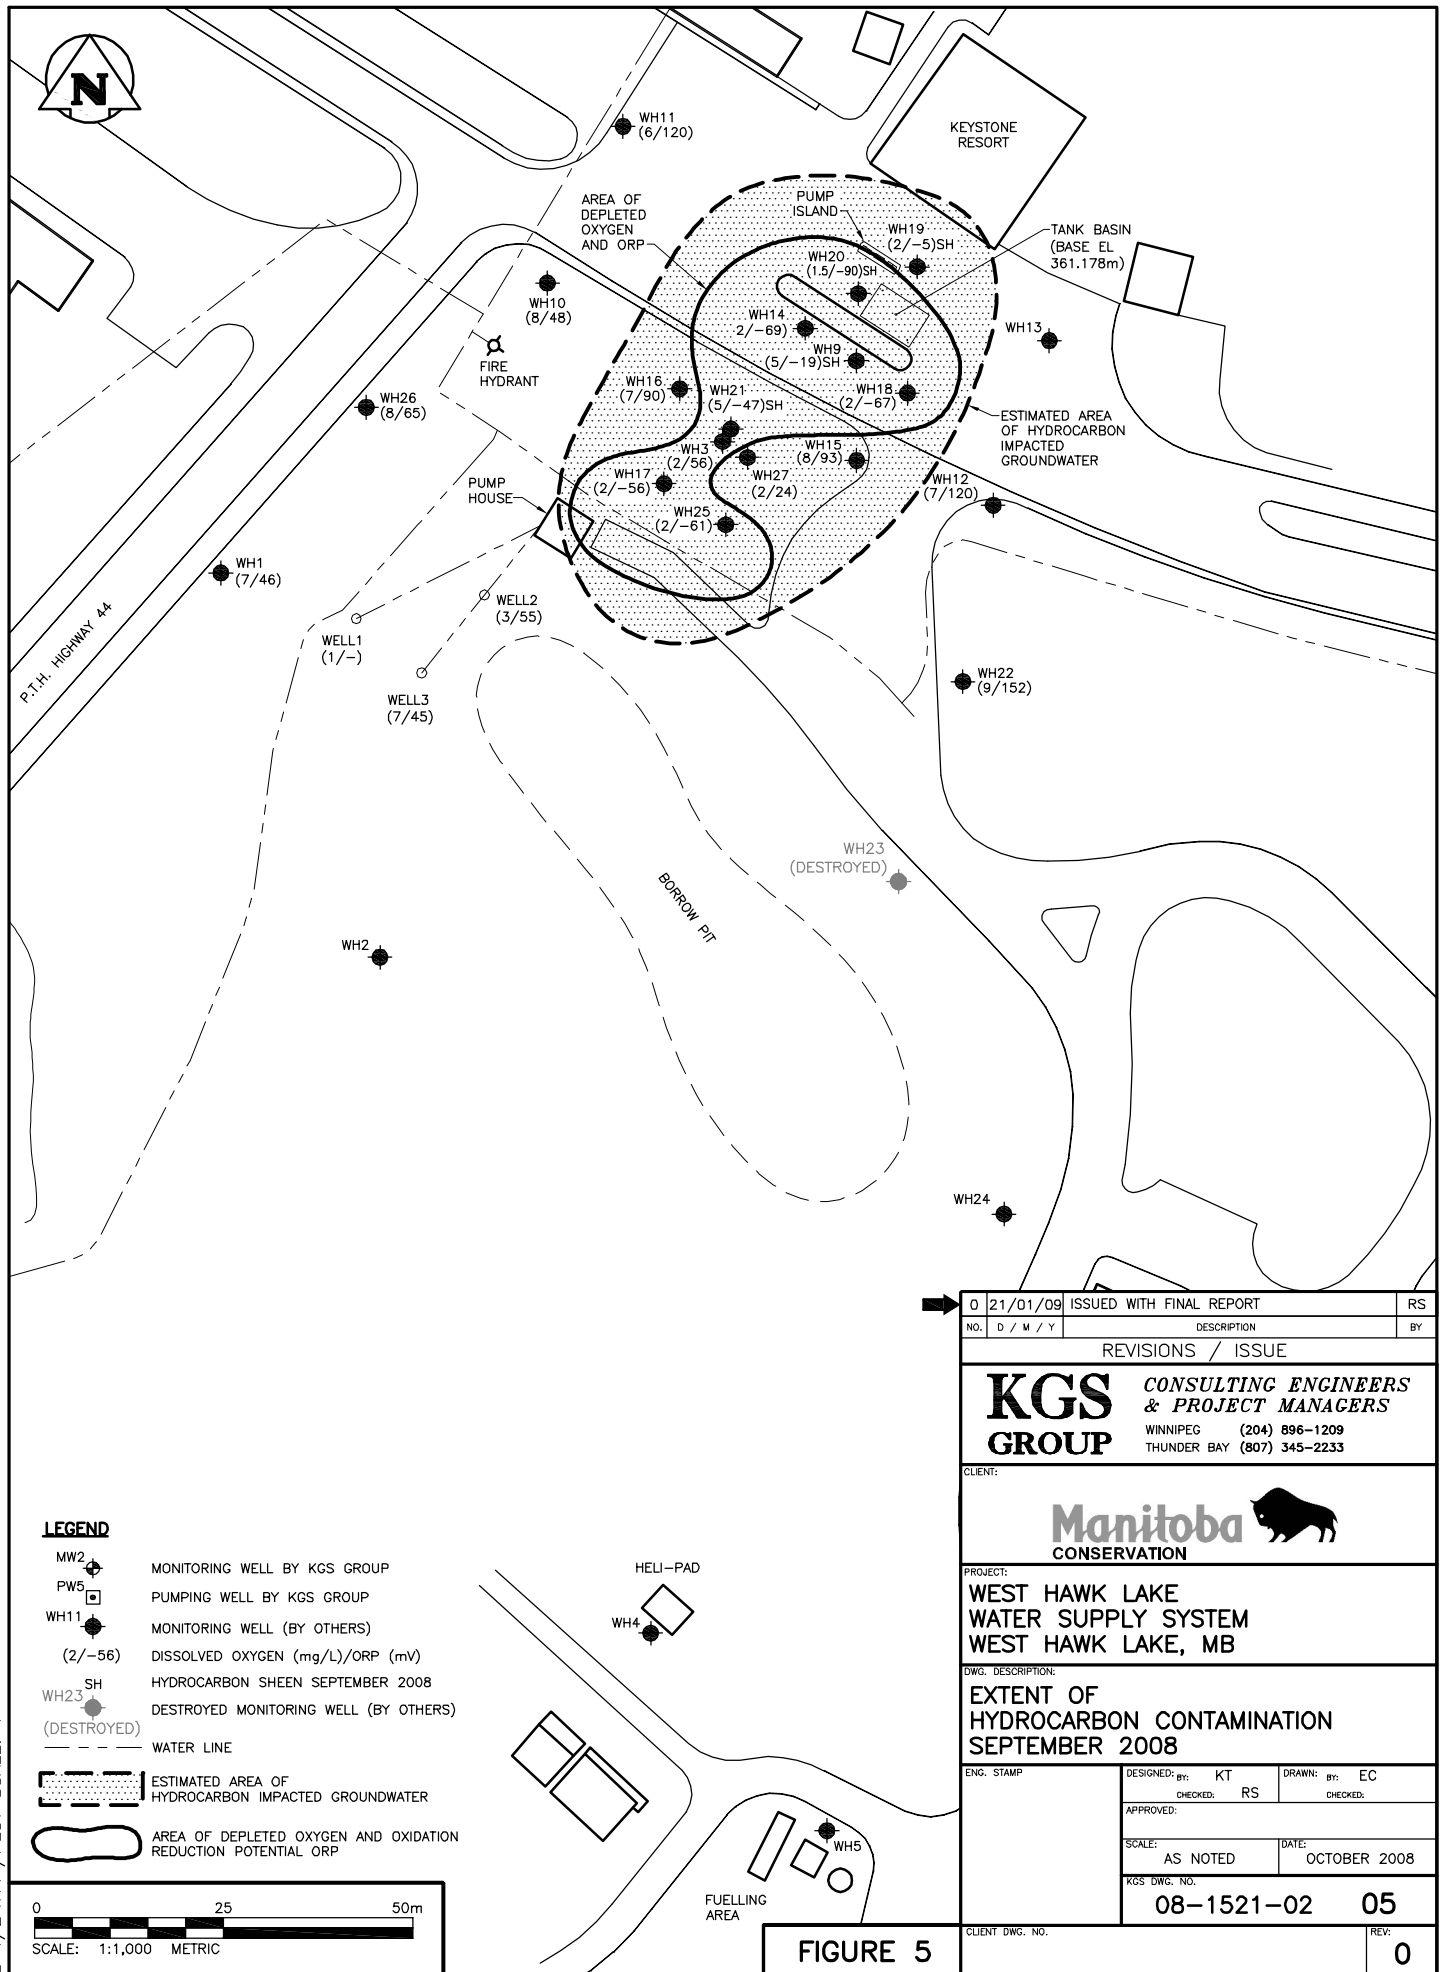 N
WH11
(6/120)
KEYSTONE
RESORT
AREA OF
DEPLETED
OXYGEN
AND ORP
PUMP
ISLAND
WH19
(2/-5)SH
TANK BASIN
(BASE EL
361.178m)
WH20
(1.5/-90)SH
WH10
(8/48)
WH14
2/-69)
WH13
FIRE
HYDRANT
WH9
(5/-19)SH
WH16
(7/90)
WH21
(5/-47)SH
WH18
(2/-67)
WH26
(8/65)
ESTIMATED AREA
OF HYDROCARBON
IMPACTED
GROUNDWATER
WH3
(2/56)
WH15
(8/93)
WH17
(2/-56)
WH27
(2/24)
PUMP
HOUSE
WH12
(7/120)
WH25
(2/-61)
WH1
(7/46)
WELL2
(3/55)
WELL1
(1/-)
P.T.H. HIGHWAY 44
WELL3
(7/45)
WH22
(9/152)
WH23
(DESTROYED)
BORROW PIT
WH2
WH24
0 21/01/09 ISSUED WITH FINAL REPORT RS
NO. D / M / Y DESCRIPTION BY
REVISIONS / ISSUE
KGS
GROUP
CONSULTING ENGINEERS
& PROJECT MANAGERS
WINNIPEG (204) 896-1209
THUNDER BAY (807) 345-2233
CLIENT:
Manitoba
CONSERVATION
PROJECT:
WEST HAWK LAKE
WATER SUPPLY SYSTEM
WEST HAWK LAKE, MB
DWG. DESCRIPTION:
EXTENT OF
HYDROCARBON CONTAMINATION
SEPTEMBER 2008
ENG. STAMP
DESIGNED: BY: KT
CHECKED: RS
DRAWN: BY: EC
CHECKED:
APPROVED:
SCALE:
AS NOTED
DATE:
OCTOBER 2008
KGS DWG. NO.
08-1521-02 05
CLIENT DWG. NO.
REV:
0
FIGURE 5
HELI-PAD
WH4
WH5
FUELLING
AREA
LEGEND
MW2 MONITORING WELL BY KGS GROUP
PW5 PUMPING WELL BY KGS GROUP
WH11 MONITORING WELL (BY OTHERS)
(2/-56) DISSOLVED OXYGEN (mg/L)/ORP (mV)
SH HYDROCARBON SHEEN SEPTEMBER 2008
WH23
(DESTROYED) DESTROYED MONITORING WELL (BY OTHERS)
WATER LINE
ESTIMATED AREA OF
HYDROCARBON IMPACTED GROUNDWATER
AREA OF DEPLETED OXYGEN AND OXIDATION
REDUCTION POTENTIAL ORP
0 25 50m
SCALE: 1:1,000 METRIC